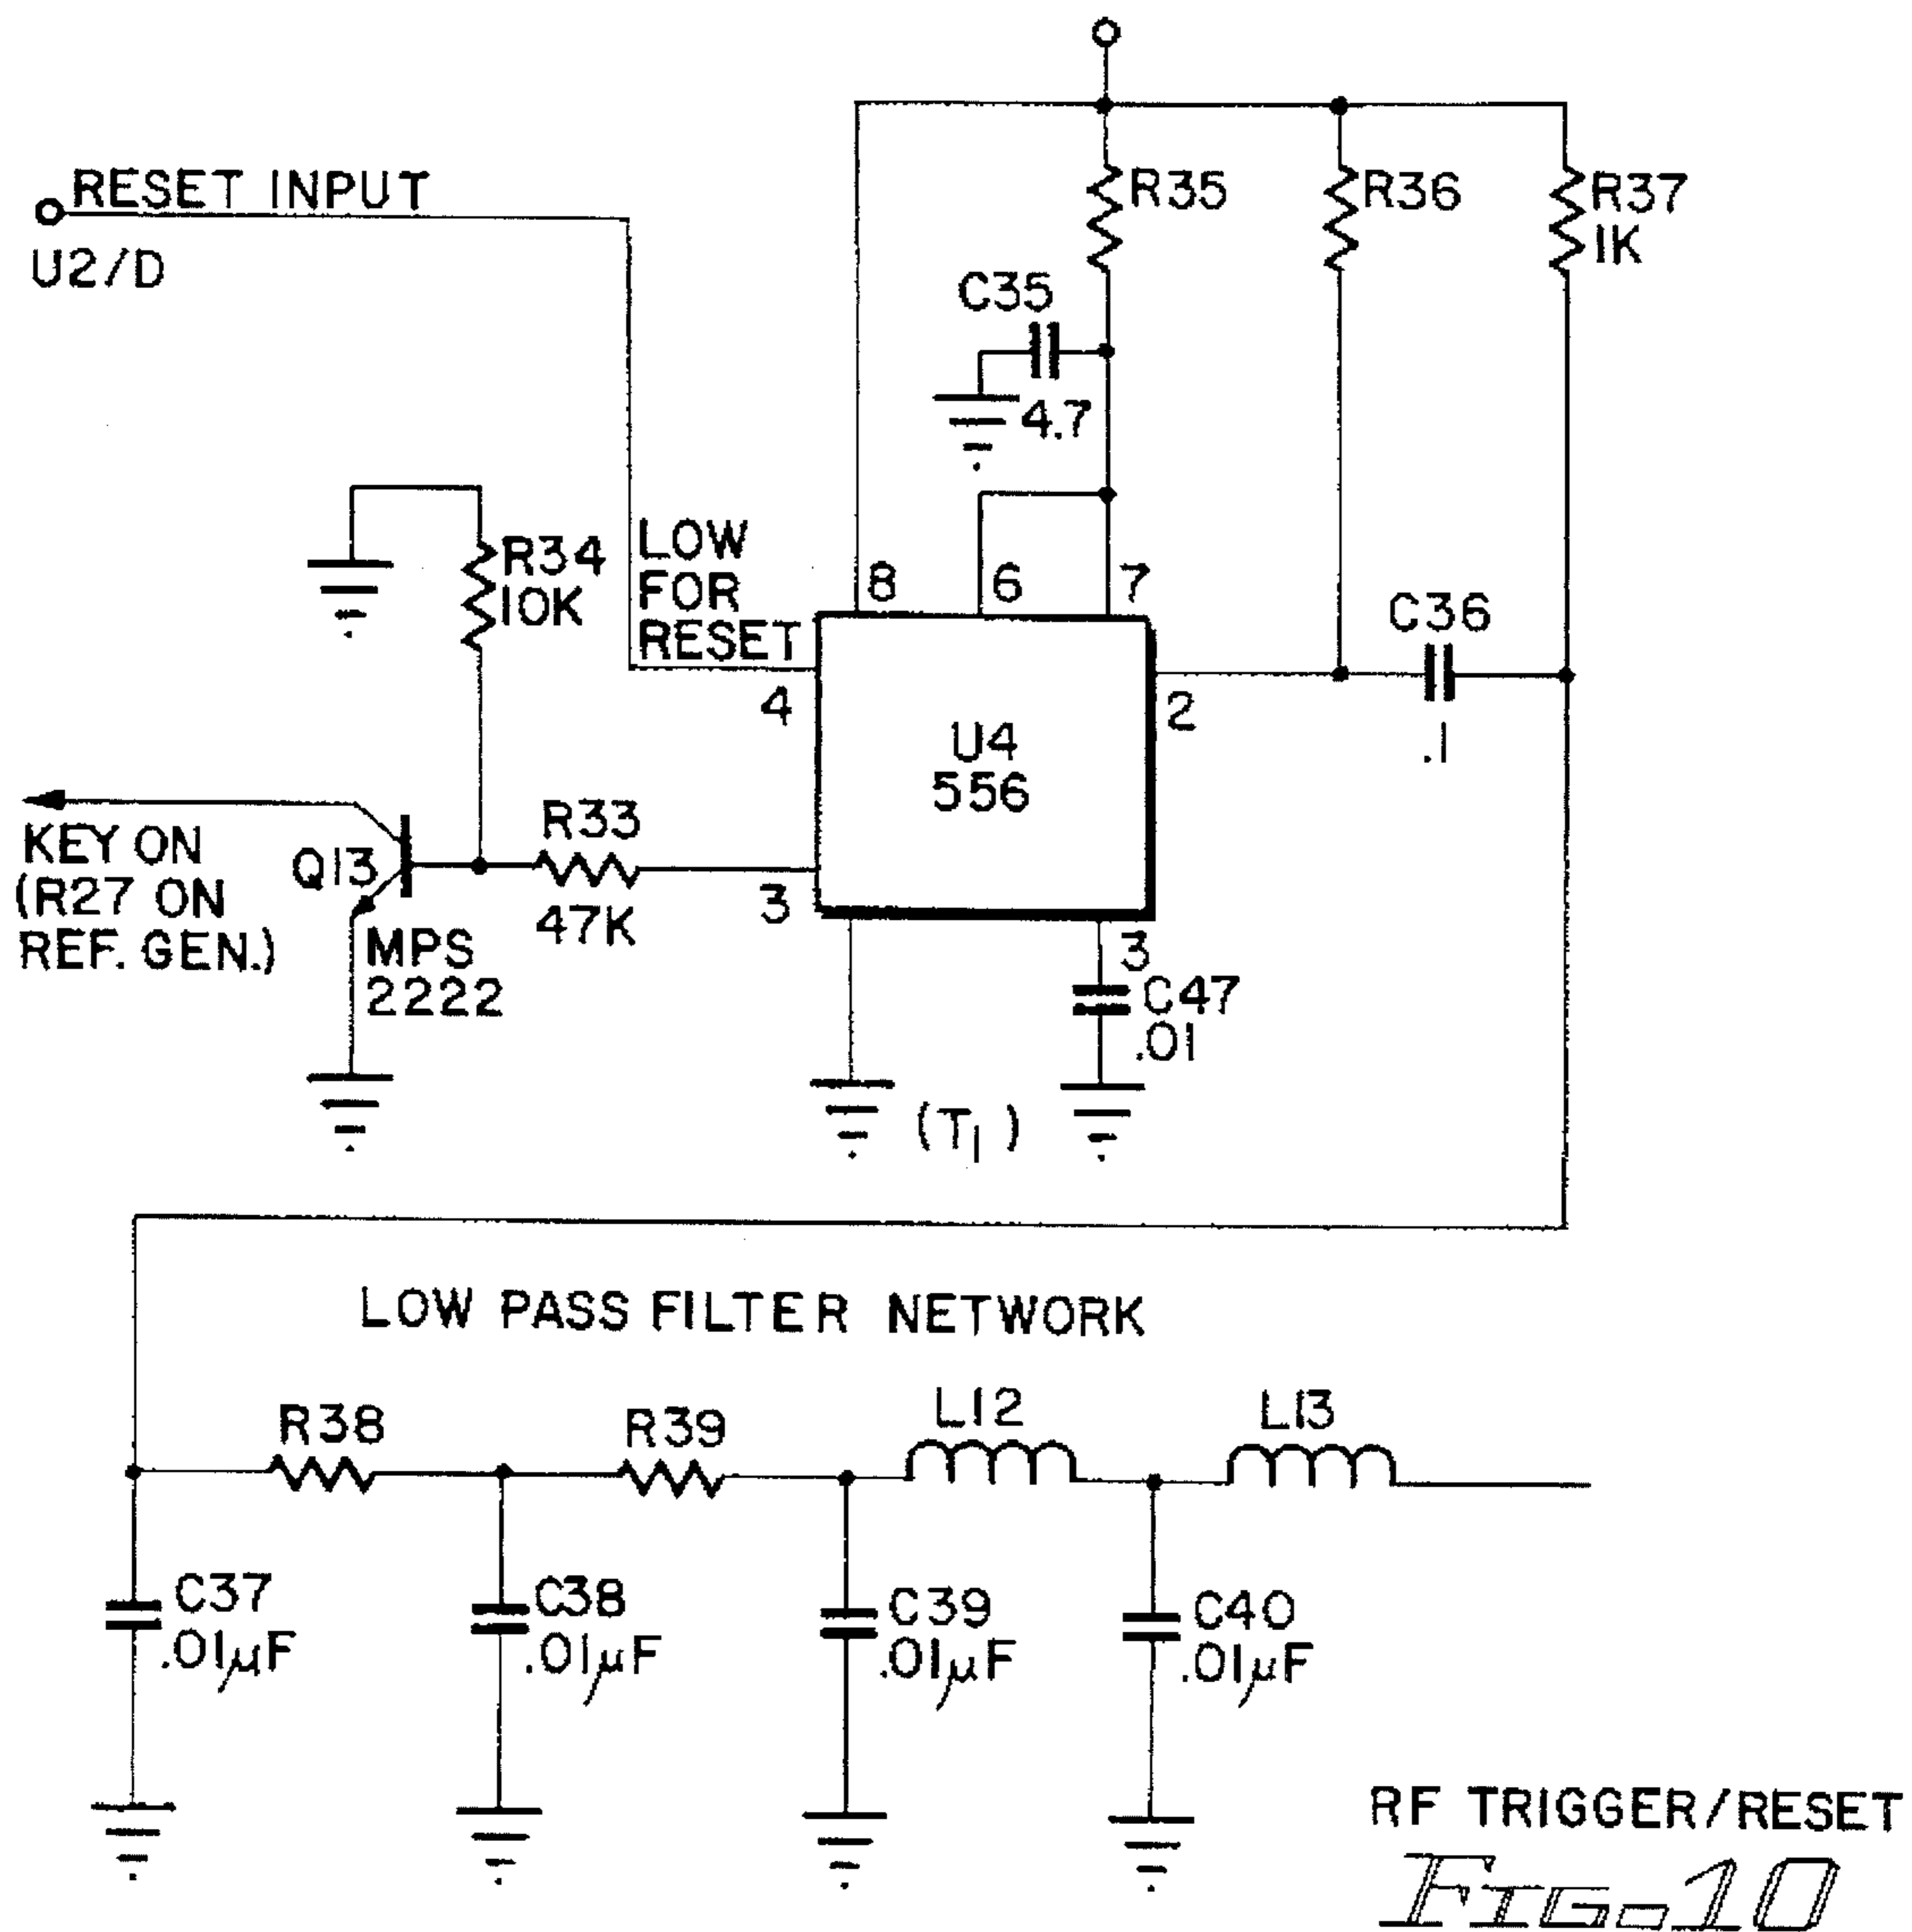 RESET INPUT
U2/D
R35
R36
R37
1K
C35
4.7
R34
10K
LOW
FOR
RESET
8
6
7
4
2
C36
.1
U4
556
KEY ON
(R27 ON
REF. GEN.)
Q13
MPS
2222
R33
47K
3
3
C47
.01
(T1)
LOW PASS FILTER NETWORK
R38
R39
L12
L13
C37
.01µF
C38
.01µF
C39
.01µF
C40
.01µF
RF TRIGGER/RESET
FIG.10